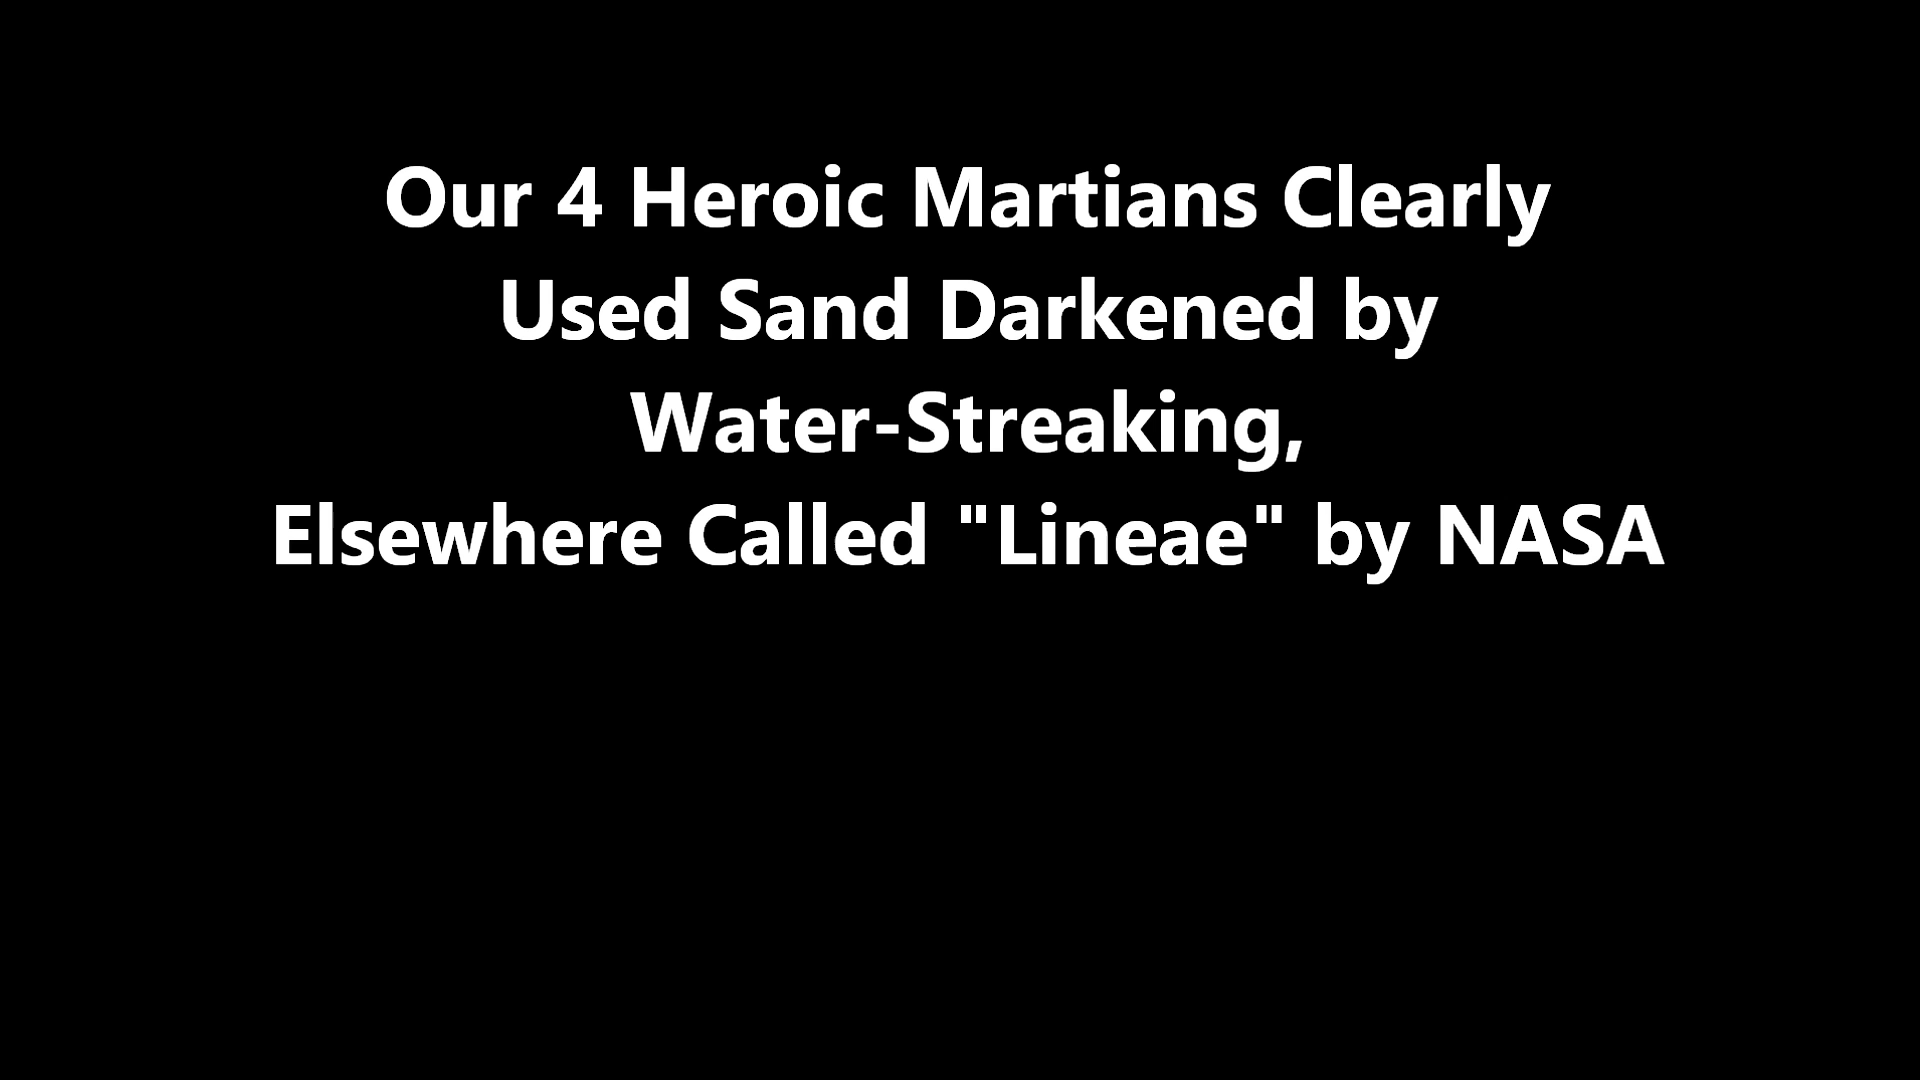 Our 4 Heroic Martians Clearly
Used Sand Darkened by
Water-Streaking,
Elsewhere Called "Lineae" by NASA